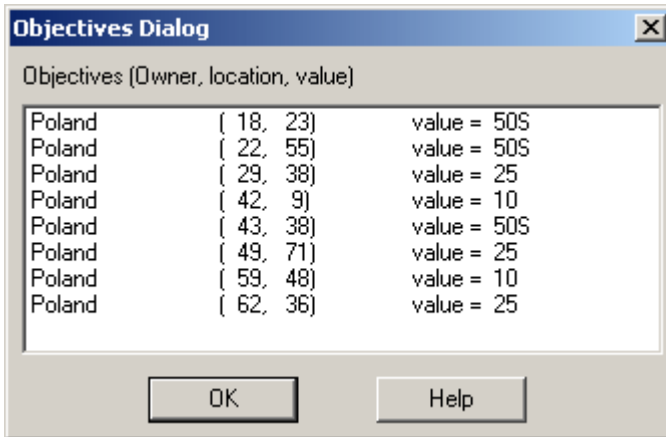 Objectives Dialog
Objectives (Owner, location, value)
Poland ( 18, 23) value = 50S
Poland ( 22, 55) value = 50S
Poland ( 29, 38) value = 25
Poland ( 42, 9) value = 10
Poland ( 43, 38) value = 50S
Poland ( 49, 71) value = 25
Poland ( 59, 48) value = 10
Poland ( 62, 36) value = 25
OK Help